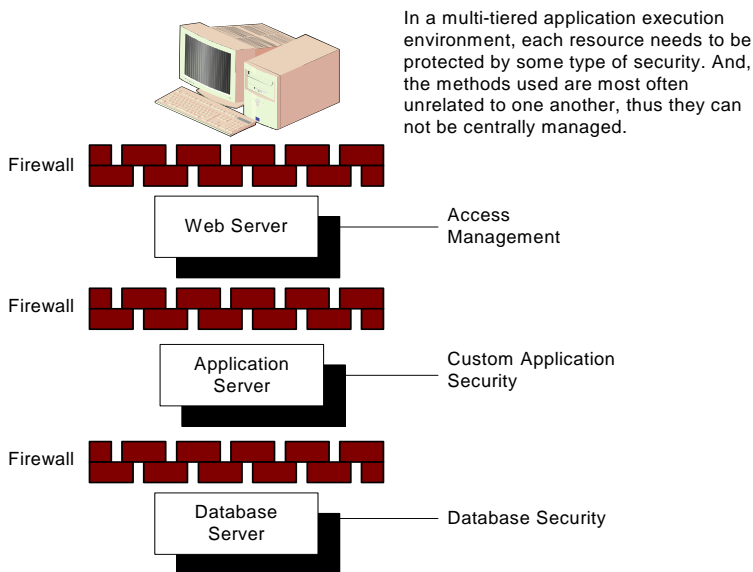 In a multi-tiered application execution
environment, each resource needs to be
protected by some type of security. And,
the methods used are most often
unrelated to one another, thus they can
not be centrally managed.
Firewall
Web Server
Access
Management
Firewall
Application
Server
Custom Application
Security
Firewall
Database
Server
Database Security